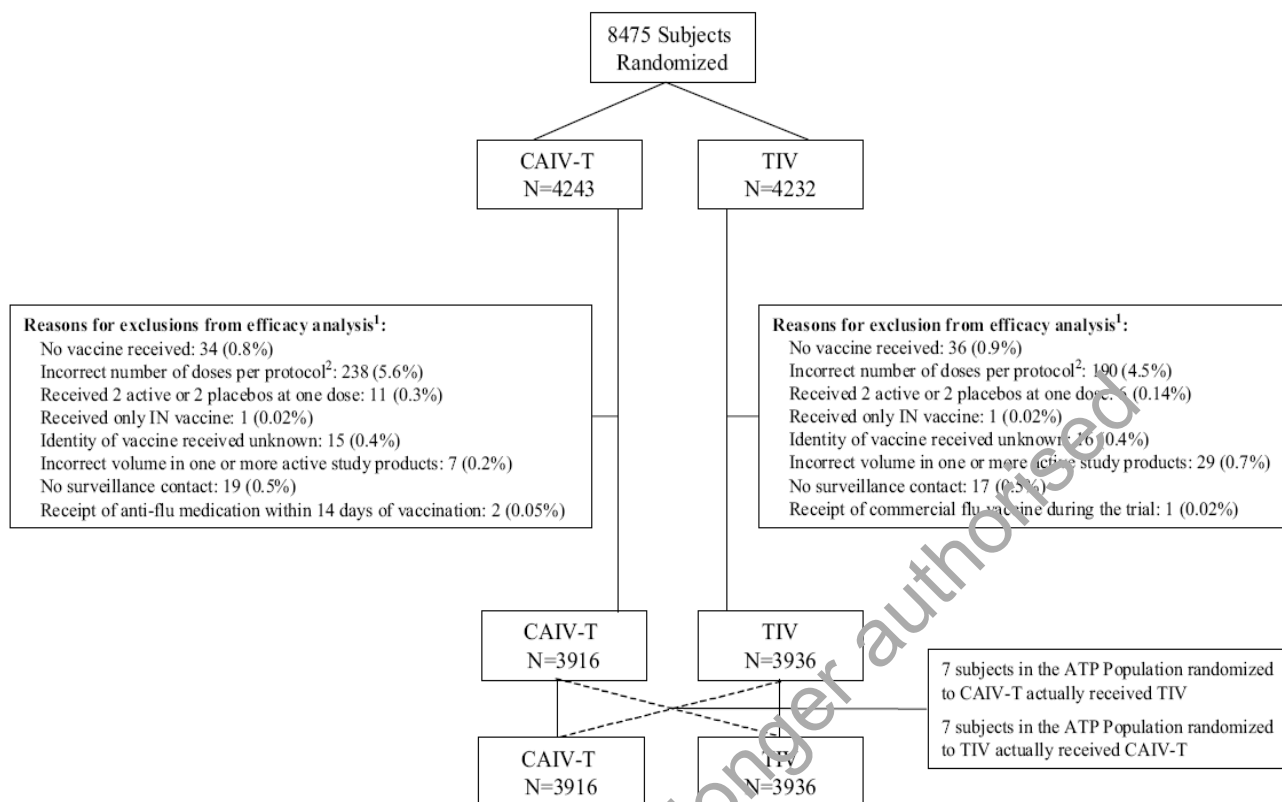 8475 Subjects
Randomized
CAIV-T
N=4243
TIV
N=4232
Reasons for exclusions from efficacy analysis¹:
No vaccine received: 34 (0.8%)
Incorrect number of doses per protocol²: 238 (5.6%)
Received 2 active or 2 placebos at one dose: 11 (0.3%)
Received only IN vaccine: 1 (0.02%)
Identity of vaccine received unknown: 15 (0.4%)
Incorrect volume in one or more active study products: 7 (0.2%)
No surveillance contact: 19 (0.5%)
Receipt of anti-flu medication within 14 days of vaccination: 2 (0.05%)
Reasons for exclusion from efficacy analysis¹:
No vaccine received: 36 (0.9%)
Incorrect number of doses per protocol²: 190 (4.5%)
Received 2 active or 2 placebos at one dose: 6 (0.14%)
Received only IN vaccine: 1 (0.02%)
Identity of vaccine received unknown: 16 (0.4%)
Incorrect volume in one or more active study products: 29 (0.7%)
No surveillance contact: 17 (0.5%)
Receipt of commercial flu vaccine during the trial: 1 (0.02%)
CAIV-T
N=3916
TIV
N=3936
7 subjects in the ATP Population randomized
to CAIV-T actually received TIV
7 subjects in the ATP Population randomized
to TIV actually received CAIV-T
CAIV-T
N=3916
TIV
N=3936
longer authorised